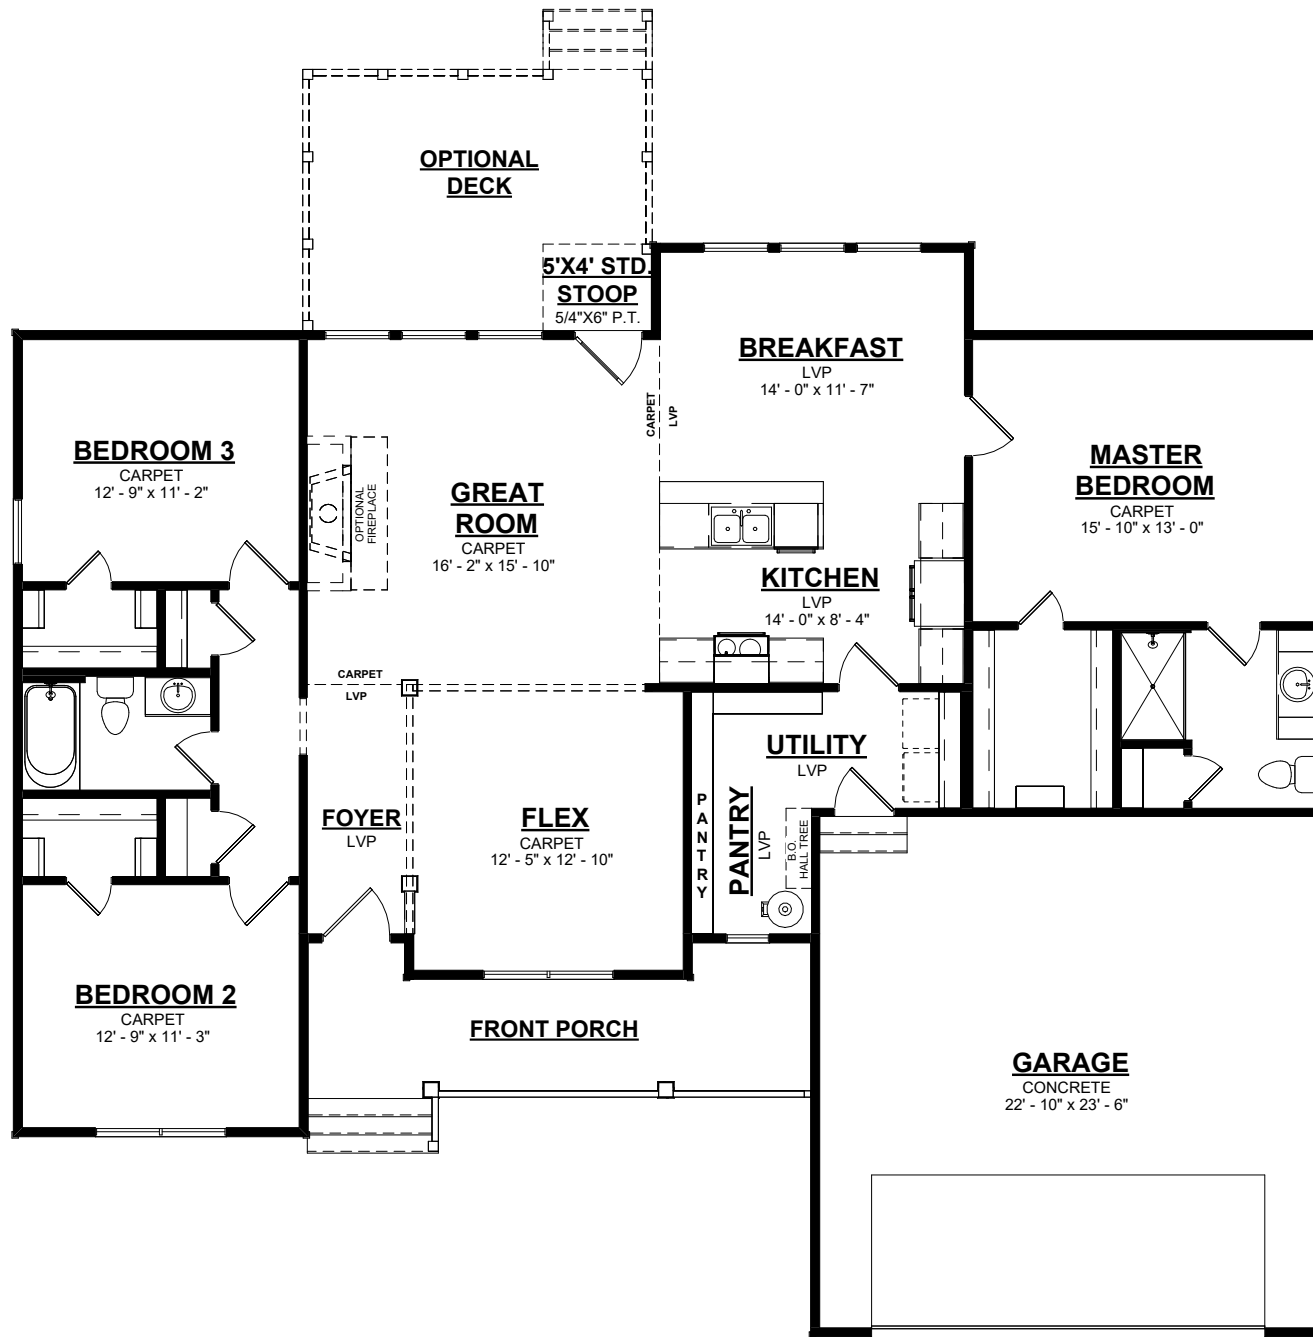 OPTIONAL
DECK
5'X4' STD.
STOOP
5/4"X6" P.T.
BREAKFAST
LVP
14' - 0" x 11' - 7"
CARPET
LVP
BEDROOM 3
CARPET
12' - 9" x 11' - 2"
OPTIONAL
FIREPLACE
GREAT
ROOM
CARPET
16' - 2" x 15' - 10"
MASTER
BEDROOM
CARPET
15' - 10" x 13' - 0"
KITCHEN
LVP
14' - 0" x 8' - 4"
CARPET
LVP
UTILITY
LVP
FOYER
LVP
FLEX
CARPET
12' - 5" x 12' - 10"
PANTRY
PANTRY
LVP
B.O.
HALL TREE
BEDROOM 2
CARPET
12' - 9" x 11' - 3"
FRONT PORCH
GARAGE
CONCRETE
22' - 10" x 23' - 6"